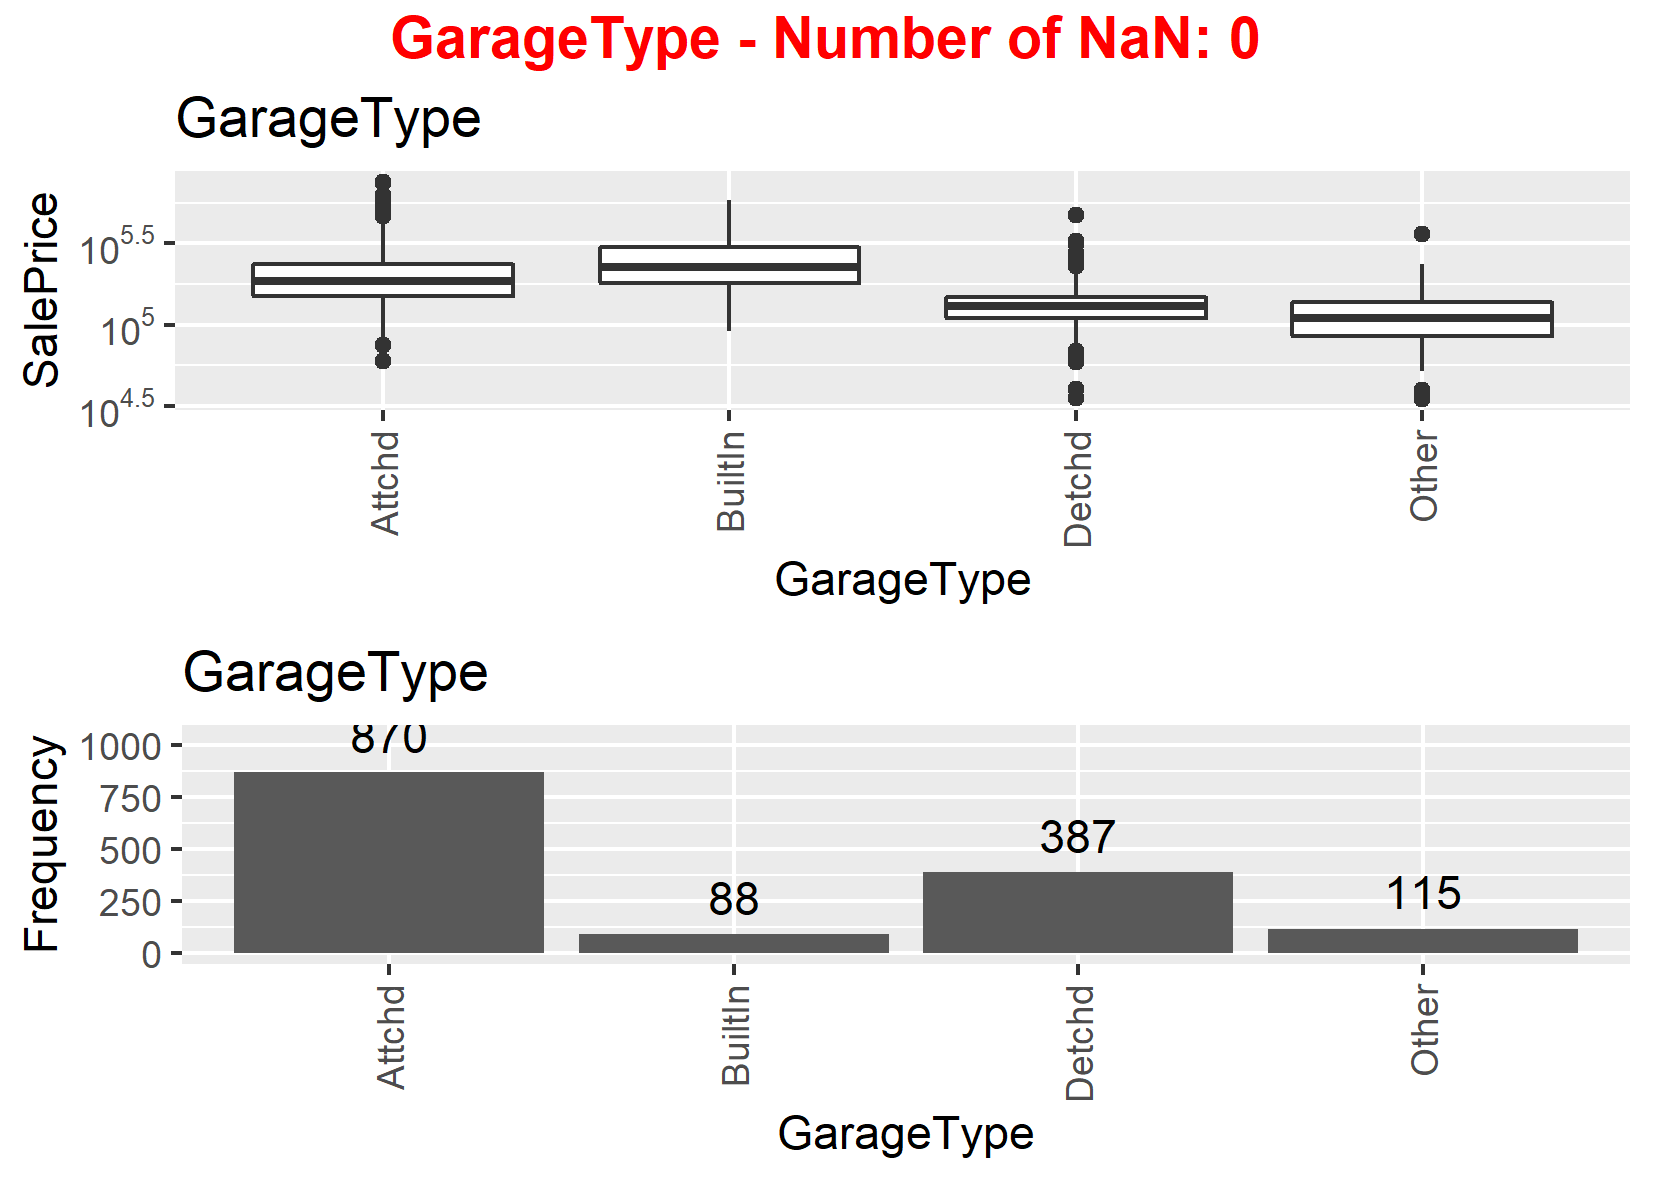 GarageType - Number of NaN: 0
GarageType
SalePrice
10^5.5
10^5
10^4.5
Attchd
BuiltIn
Detchd
Other
GarageType
GarageType
Frequency
1000
750
500
250
0
870
88
387
115
Attchd
BuiltIn
Detchd
Other
GarageType